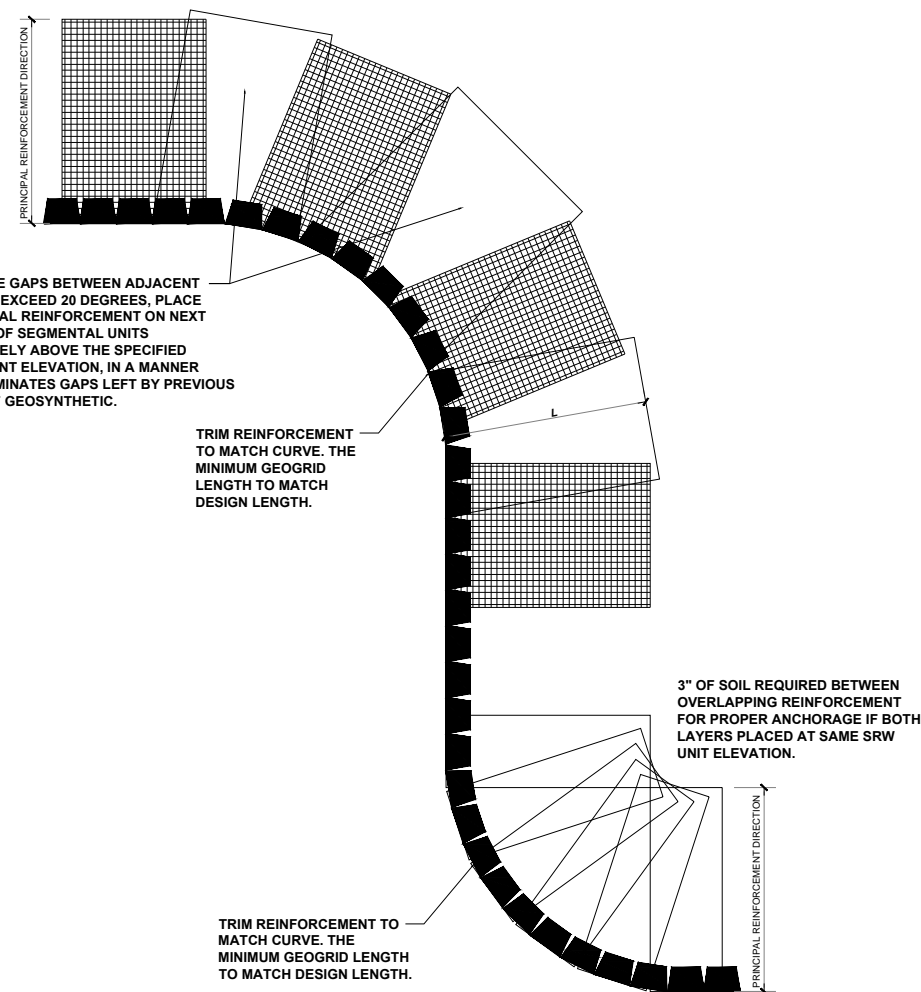 PRINCIPAL REINFORCEMENT DIRECTION
E GAPS BETWEEN ADJACENT
EXCEED 20 DEGREES, PLACE
AL REINFORCEMENT ON NEXT
OF SEGMENTAL UNITS
ELY ABOVE THE SPECIFIED
NT ELEVATION, IN A MANNER
MINATES GAPS LEFT BY PREVIOUS
GEOSYNTHETIC.
TRIM REINFORCEMENT
TO MATCH CURVE. THE
MINIMUM GEOGRID
LENGTH TO MATCH
DESIGN LENGTH.
L
3" OF SOIL REQUIRED BETWEEN
OVERLAPPING REINFORCEMENT
FOR PROPER ANCHORAGE IF BOTH
LAYERS PLACED AT SAME SRW
UNIT ELEVATION.
PRINCIPAL REINFORCEMENT DIRECTION
TRIM REINFORCEMENT TO
MATCH CURVE. THE
MINIMUM GEOGRID LENGTH
TO MATCH DESIGN LENGTH.